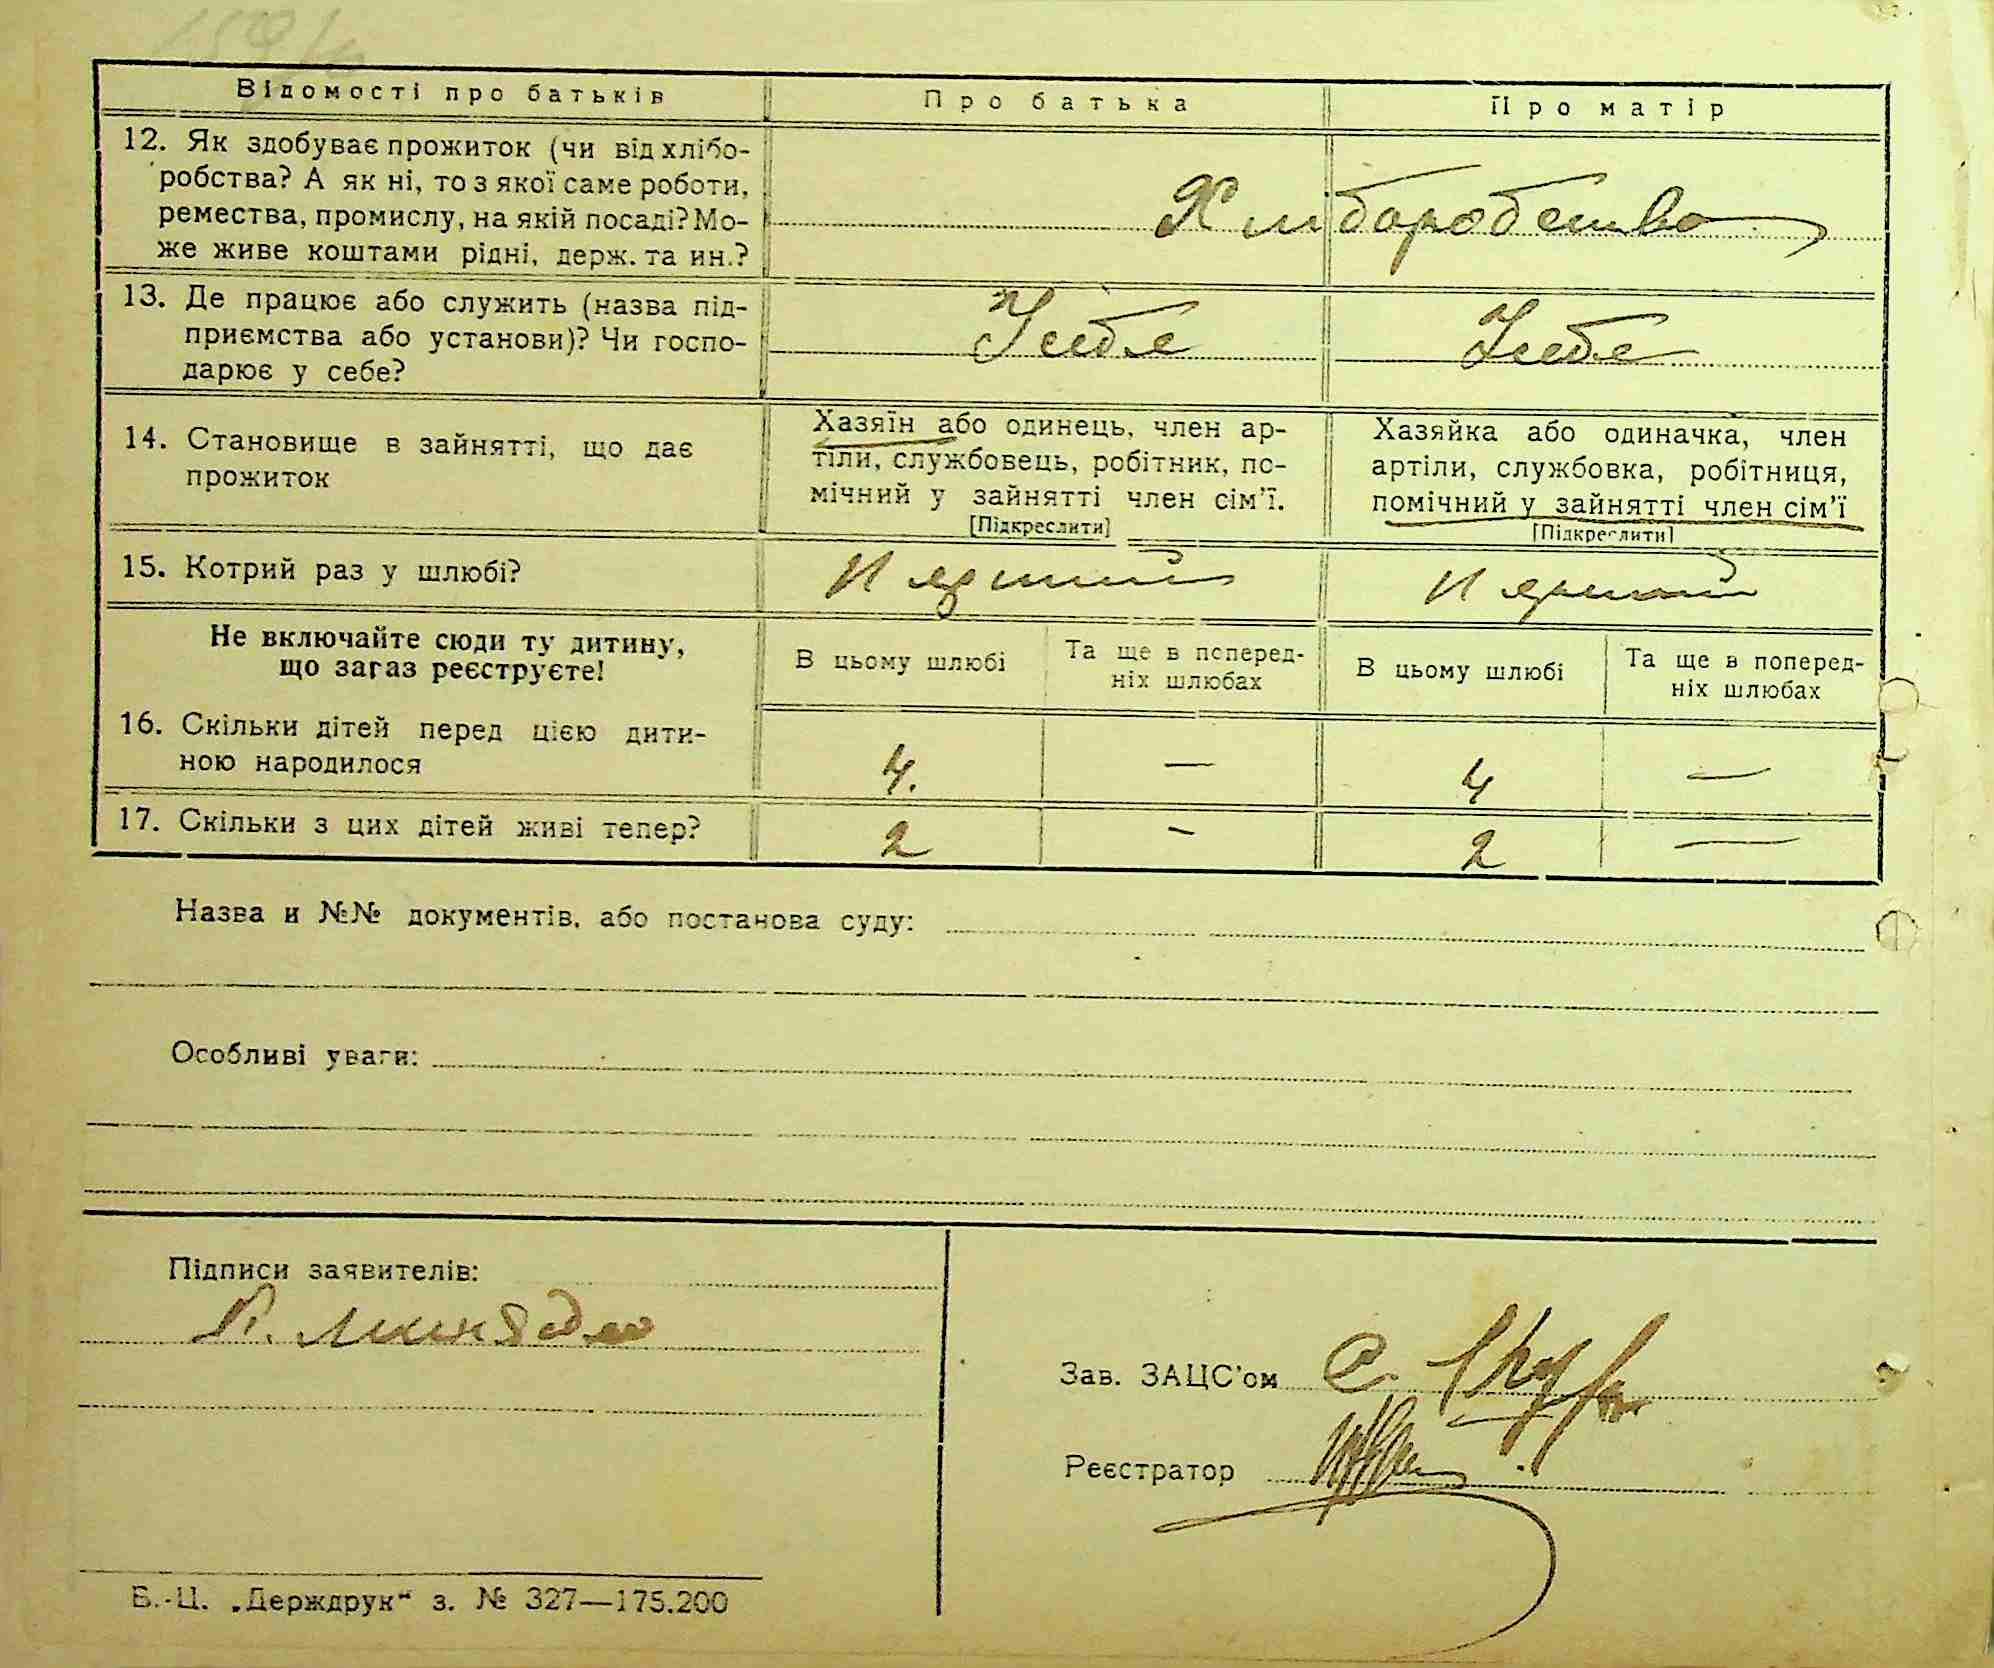 Відомості про батьків
Про батька
Про матір
12. Як здобуває прожиток (чи від хлібо-
робства? А як ні, то з якої саме роботи,
ремества, промислу, на якій посаді? Мо-
же живе коштами рідні, держ. та ин.?
Хлиборобство
13. Де працює або служить (назва під-
приємства або установи)? Чи госпо-
дарює у себе?
У себе
У себе
14. Становище в зайнятті, що дає
прожиток
Хазяїн або одинець, член ар-
тіли, службовець, робітник, по-
мічний у зайнятті член сім’ї.
[Підкреслити]
Хазяйка або одиначка, член
артіли, службовка, робітниця,
помічний у зайнятті член сім’ї
[Підкреслити]
15. Котрий раз у шлюбі?
Перший
Перший
Не включайте сюди ту дитину,
що зараз реєструєте!
В цьому шлюбі
Та ще в поперед-
ніх шлюбах
В цьому шлюбі
Та ще в поперед-
ніх шлюбах
16. Скільки дітей перед цією дити-
ною народилося
4.
—
4
—
17. Скільки з цих дітей живі тепер?
2
-
2
—
Назва и №№ документів, або постанова суду:
Особливі уваги:
Підписи заявителів:
Зав. ЗАЦС’ом
Реєстратор
Б.-Ц. „Держдрук“ з. № 327—175.200